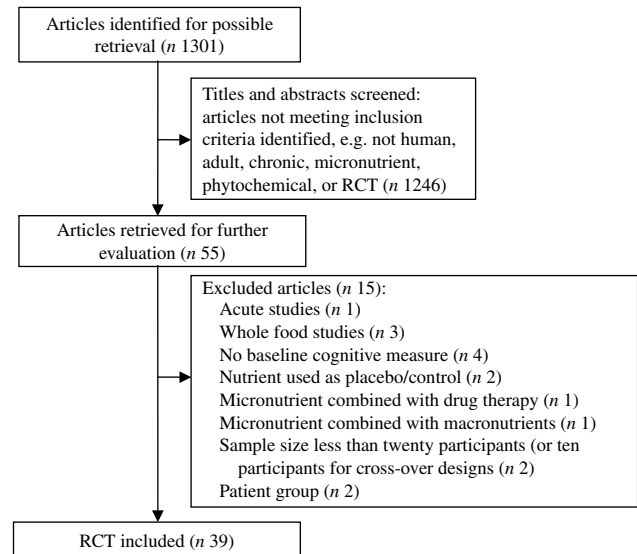 Articles identified for possible
retrieval (n 1301)
Titles and abstracts screened:
articles not meeting inclusion
criteria identified, e.g. not human,
adult, chronic, micronutrient,
phytochemical, or RCT (n 1246)
Articles retrieved for further
evaluation (n 55)
Excluded articles (n 15):
Acute studies (n 1)
Whole food studies (n 3)
No baseline cognitive measure (n 4)
Nutrient used as placebo/control (n 2)
Micronutrient combined with drug therapy (n 1)
Micronutrient combined with macronutrients (n 1)
Sample size less than twenty participants (or ten
participants for cross-over designs (n 2)
Patient group (n 2)
RCT included (n 39)